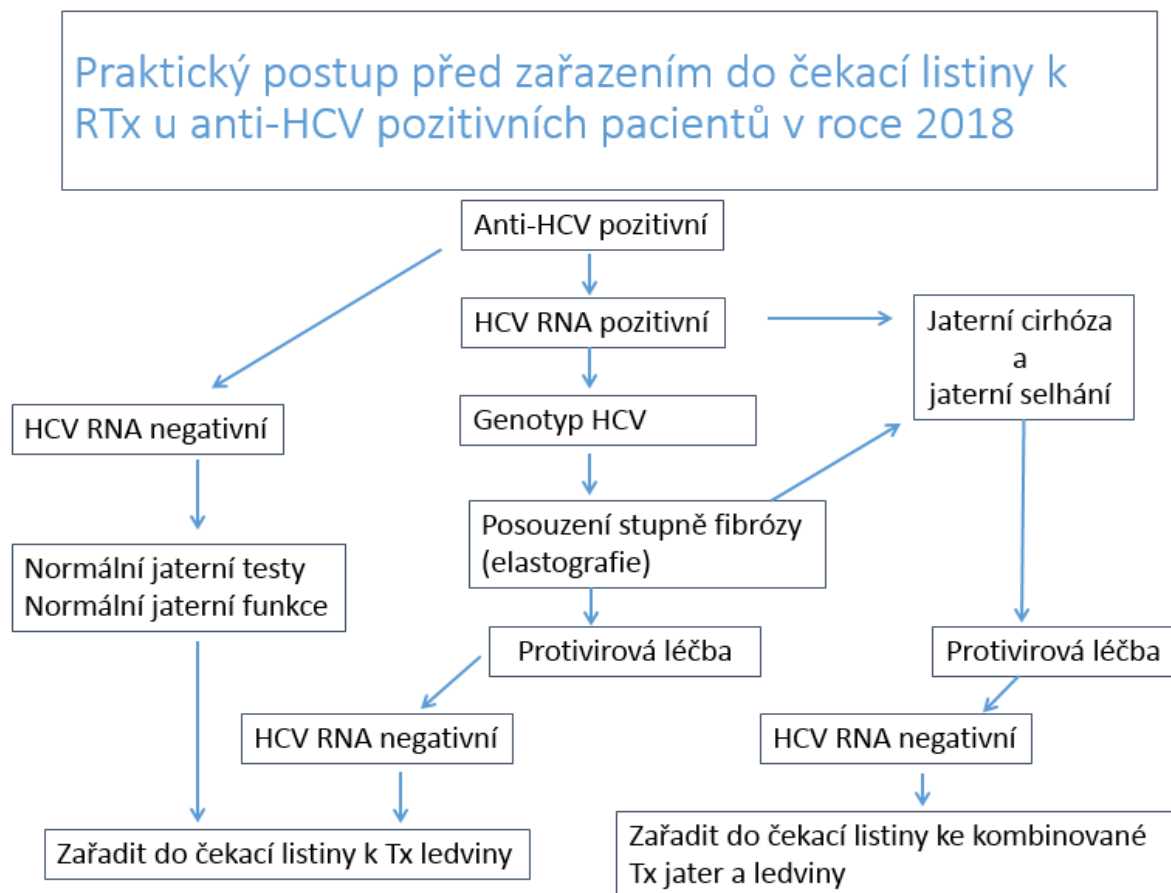 Praktický postup před zařazením do čekací listiny k
RTx u anti-HCV pozitivních pacientů v roce 2018
Anti-HCV pozitivní
HCV RNA pozitivní
Jaterní cirhóza
a
jaterní selhání
HCV RNA negativní
Genotyp HCV
Posouzení stupně fibrózy
(elastografie)
Normální jaterní testy
Normální jaterní funkce
Protivirová léčba
Protivirová léčba
HCV RNA negativní
HCV RNA negativní
Zařadit do čekací listiny k Tx ledviny
Zařadit do čekací listiny ke kombinované
Tx jater a ledviny